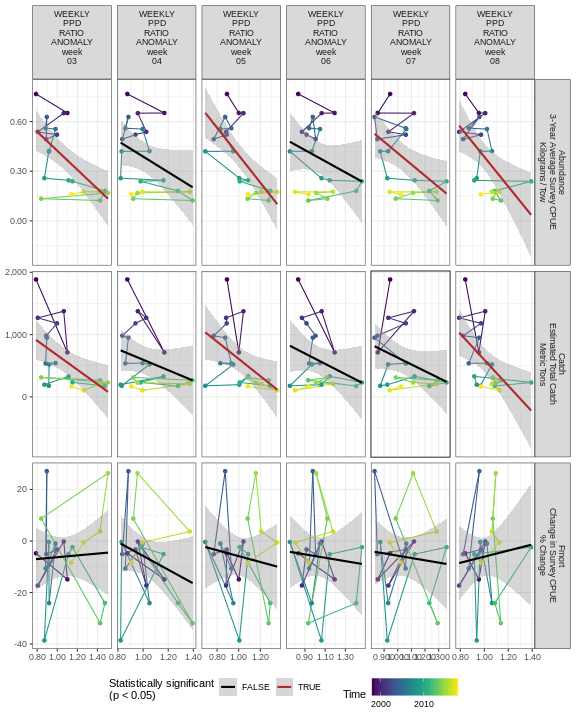 WEEKLY
PPD
RATIO
ANOMALY
week
03
WEEKLY
PPD
RATIO
ANOMALY
week
04
WEEKLY
PPD
RATIO
ANOMALY
week
05
WEEKLY
PPD
RATIO
ANOMALY
week
06
WEEKLY
PPD
RATIO
ANOMALY
week
07
WEEKLY
PPD
RATIO
ANOMALY
week
08
0.60
0.30
0.00
Abundance
3-Year Average Survey CPUE
Kilograms / Tow
2,000
1,000
0
Catch
Estimated Total Catch
Metric Tons
20
0
-20
-40
Fmort
Change in Survey CPUE
% Change
0.80 1.00 1.20 1.40
0.80 1.00 1.20 1.40
0.80 1.00 1.20
0.90 1.10 1.30
0.80 1.00 1.20 1.40
Statistically significant
(p < 0.05)
FALSE
TRUE
Time
2000 2010